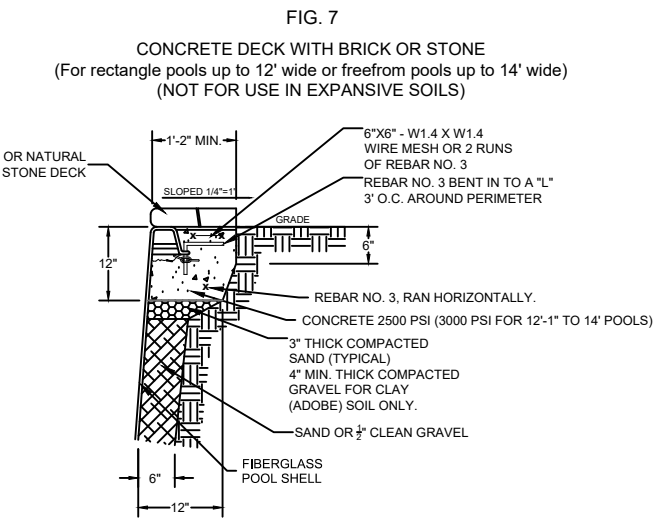 FIG. 7
CONCRETE DECK WITH BRICK OR STONE
(For rectangle pools up to 12' wide or freefrom pools up to 14' wide)
(NOT FOR USE IN EXPANSIVE SOILS)
1'-2" MIN.
6"X6" - W1.4 X W1.4
WIRE MESH OR 2 RUNS
OF REBAR NO. 3
OR NATURAL
STONE DECK
REBAR NO. 3 BENT IN TO A "L"
3' O.C. AROUND PERIMETER
SLOPED 1/4"=1'
GRADE
6"
12"
REBAR NO. 3, RAN HORIZONTALLY.
CONCRETE 2500 PSI (3000 PSI FOR 12'-1" TO 14' POOLS)
3" THICK COMPACTED
SAND (TYPICAL)
4" MIN. THICK COMPACTED
GRAVEL FOR CLAY
(ADOBE) SOIL ONLY.
SAND OR 1/2" CLEAN GRAVEL
FIBERGLASS
POOL SHELL
6"
12"